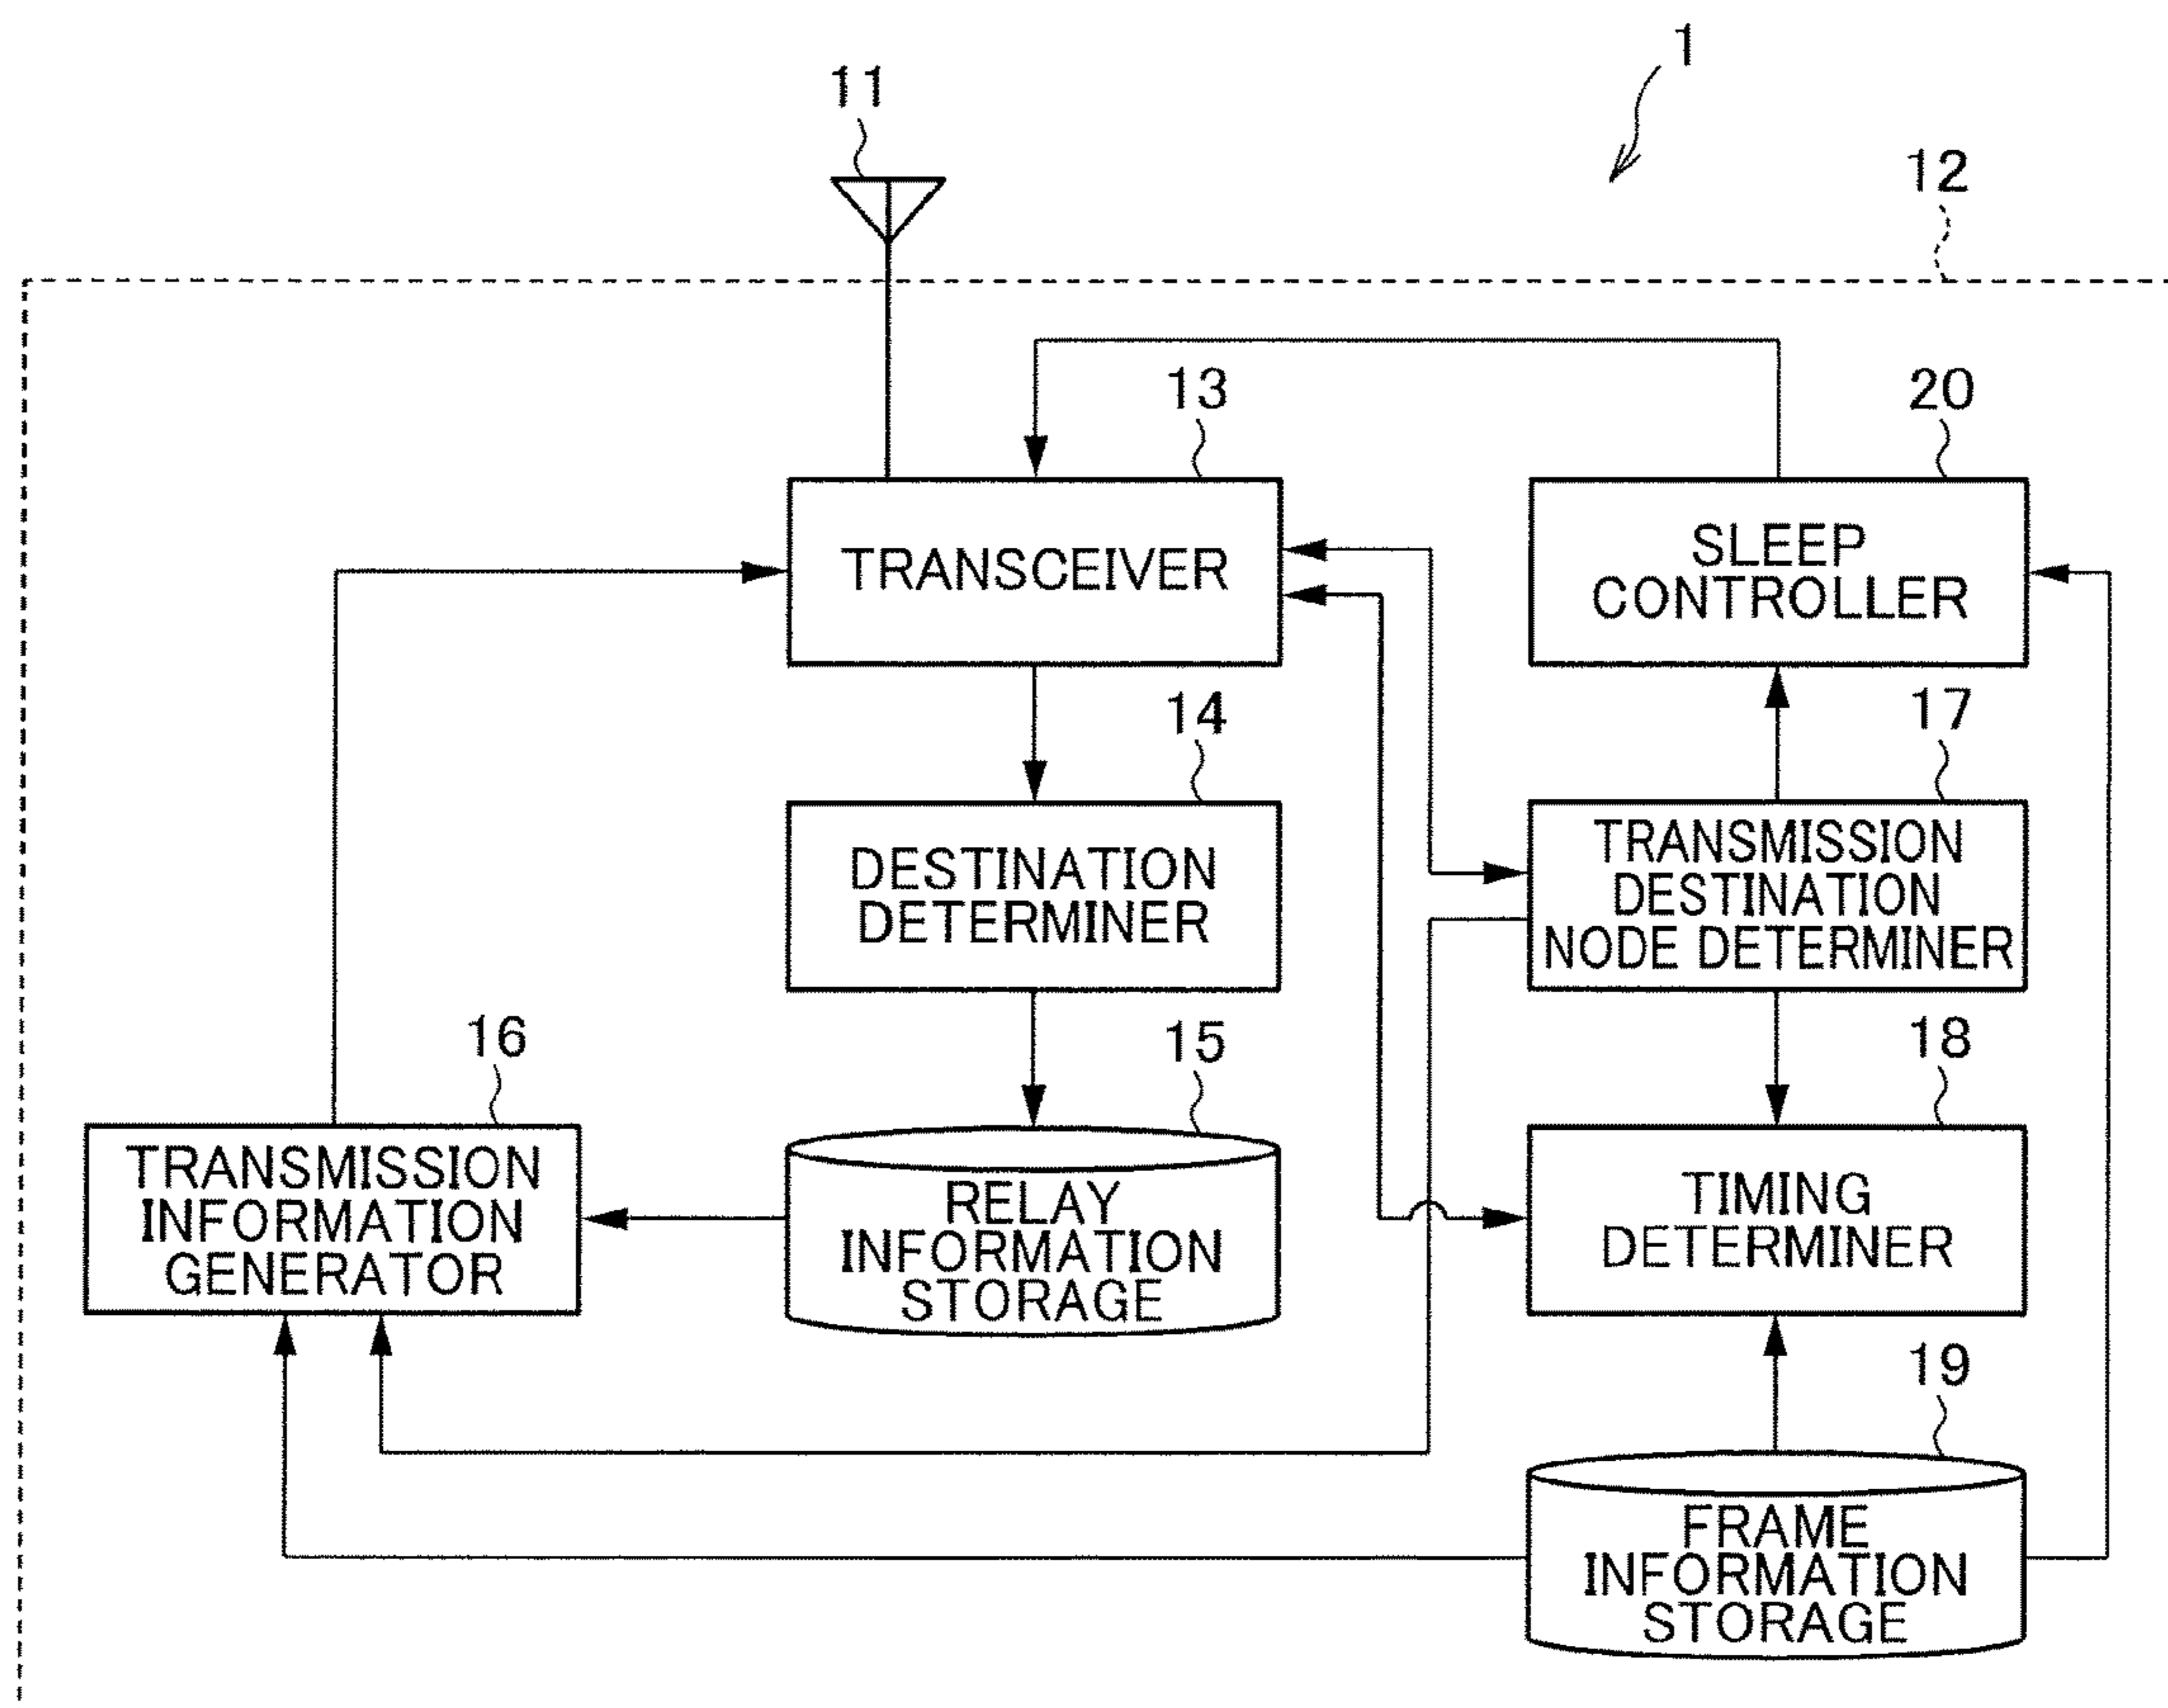 1
11
12
13
20
TRANSCEIVER
SLEEP
CONTROLLER
14
17
DESTINATION
DETERMINER
TRANSMISSION
DESTINATION
NODE DETERMINER
16
15
18
TRANSMISSION
INFORMATION
GENERATOR
RELAY
INFORMATION
STORAGE
TIMING
DETERMINER
19
FRAME
INFORMATION
STORAGE